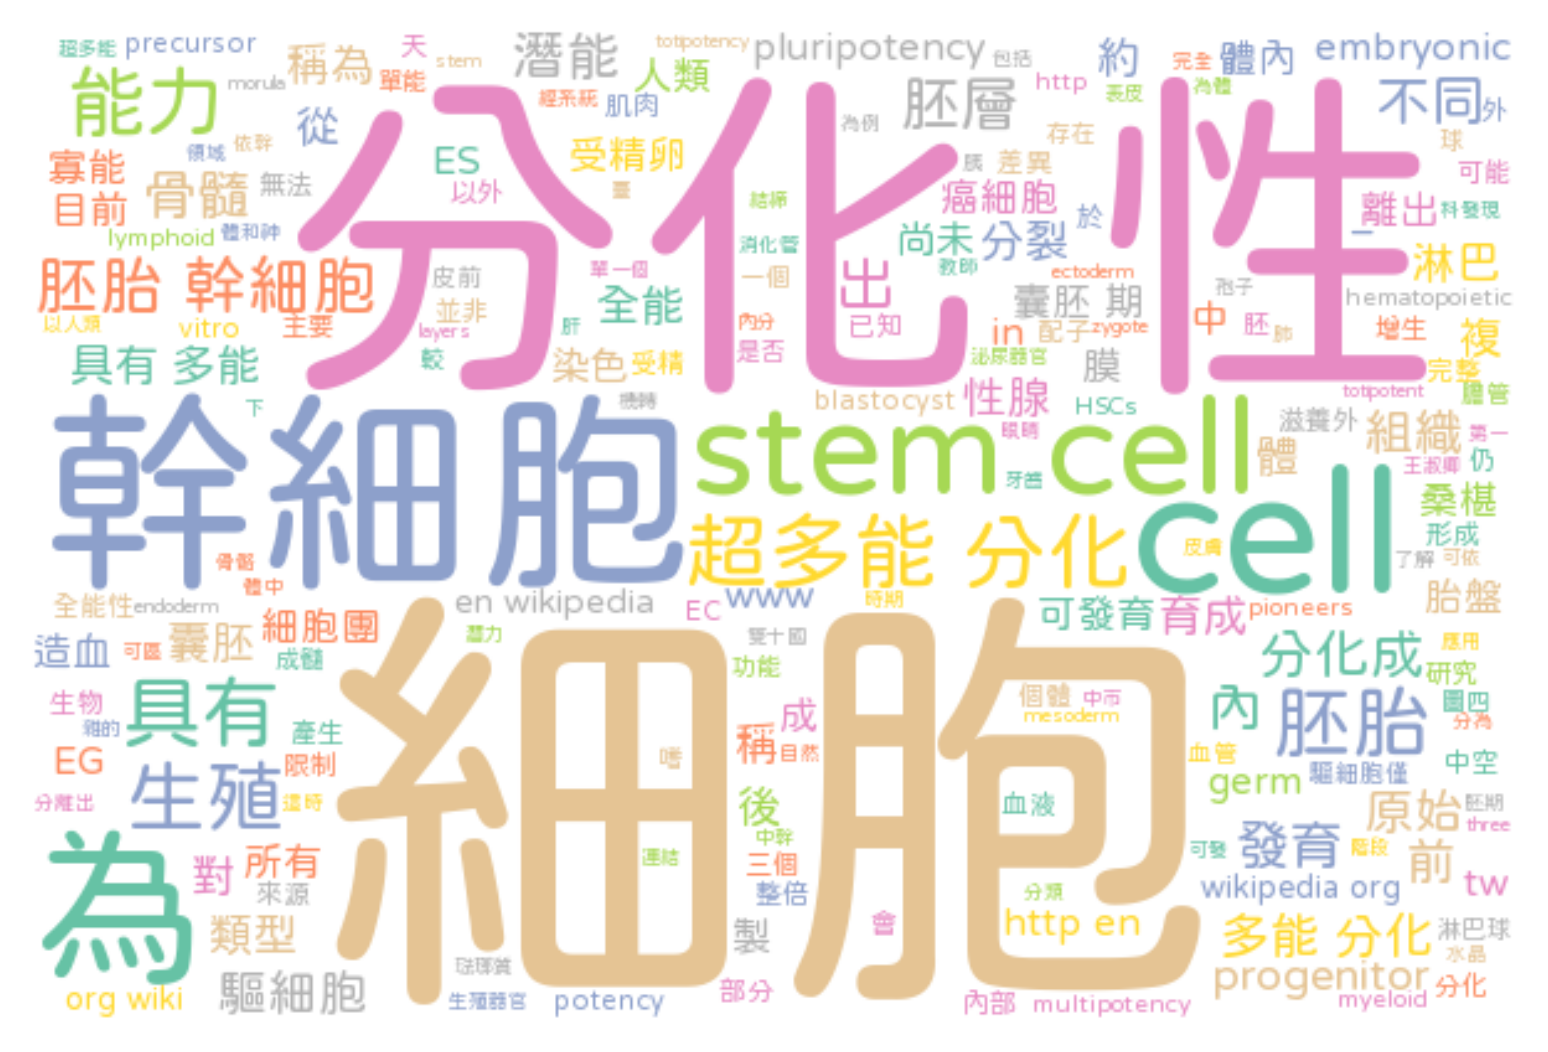 超多能
precursor
稱為
天
潛能
totipotency
pluripotency
包括
約
完全
體內
embryonic
能力
morula
單能
stem
人類
http
表皮
為體
不同
外
從
經系統
肌肉
胚層
領域
依幹
ES
受精卵
為例
存在
球
寡能
骨髓
無法
以外
胰
差異
可能
目前
結締
癌細胞
於
離出
科發現
lymphoid
體和神
消化管
尚未
分裂
一
分化性
胚胎 幹細胞
皮前
單一個
一個
出
教師
ectoderm
淋巴
並非
全能
囊胚 期
孢子
hematopoietic
以人類
vitro
主要
layers
肝
內分
已知
in
配子
zygote
中
胚
肺
增生
複
具有 多能
較
染色
受精
是否
泌尿器官
膜
完整
下
機轉
blastocyst
性腺
HSCs
totipotent
膽管
幹細胞
stem cell
眼睛
體
滋養外
組織
第一
牙齒
王淑卿
仍
cell
桑椹
超多能 分化
皮膚
形成
骨骼
體中
了解
可依
全能性
endoderm
en wikipedia
EC
www
時期
可發育
育成
pioneers
胎盤
造血
可區
囊胚
細胞團
潛力
雙十國
成髓
功能
分化成
應用
研究
細胞
生物
具有
產生
成
個體
中市
mesoderm
內
胚胎
圖四
分為
EG
限制
稱
自然
血管
中空
生殖
germ
驅細胞僅
分離出
這時
後
血液
原始
胚期
three
為
中幹
連結
對
所有
三個
可發
發育
階段
前
來源
整倍
分類
wikipedia org
tw
類型
製
會
http en
多能 分化
淋巴球
水晶
琺瑯質
驅細胞
progenitor
org wiki
生殖器官
potency
部分
內部
multipotency
myeloid
分化